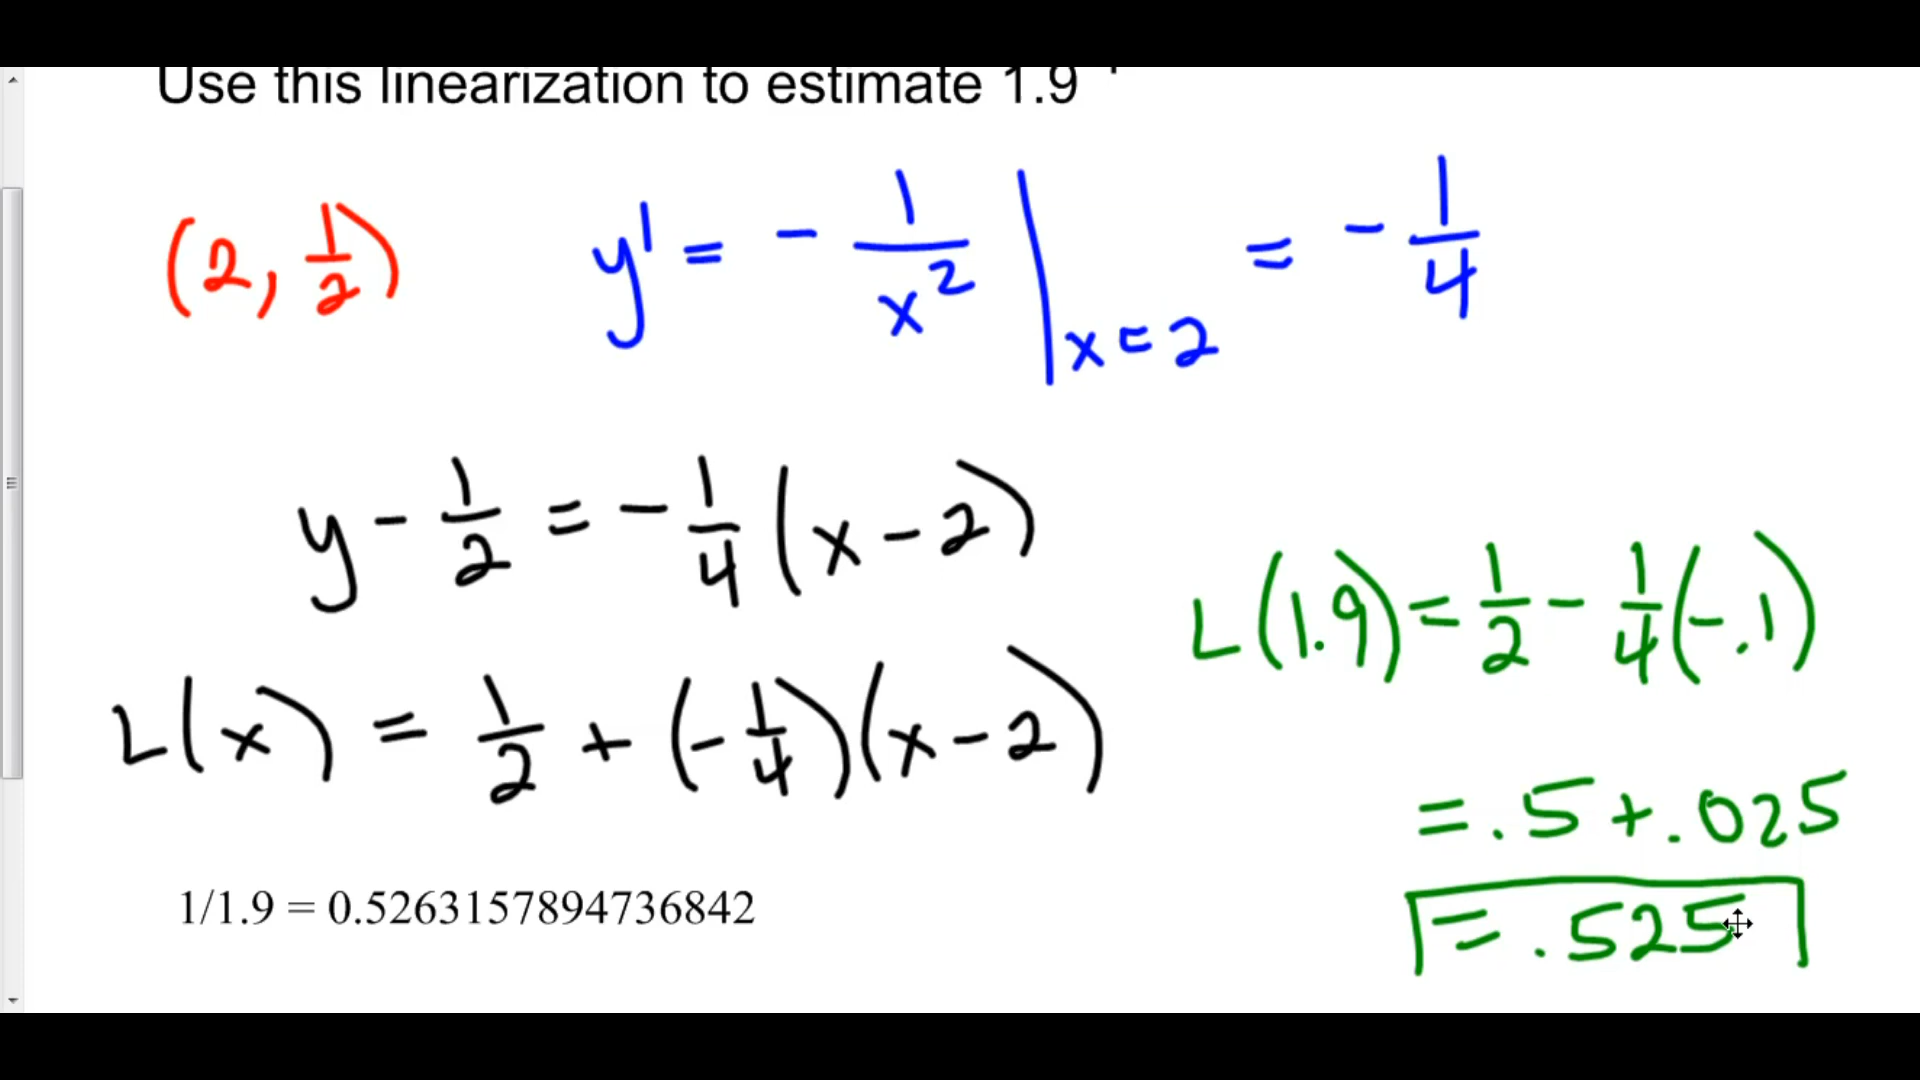 Use this linearization to estimate 1.9
(2, 1/2) y' = - 1/x² |x=2 = - 1/4
y - 1/2 = - 1/4 (x - 2)
L(1.9) = 1/2 - 1/4 (-.1)
L(x) = 1/2 + (- 1/4)(x - 2)
= .5 + .025
1/1.9 = 0.5263157894736842
= .525